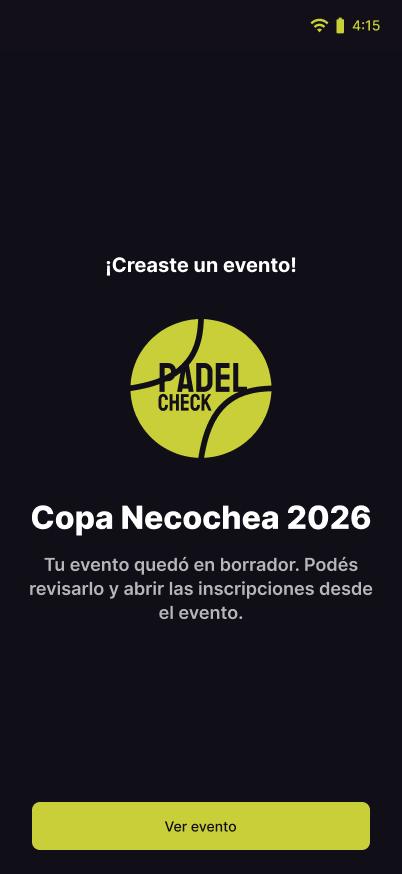 4:15
¡Creaste un evento!
PADEL
CHECK
Copa Necochea 2026
Tu evento quedó en borrador. Podés
revisarlo y abrir las inscripciones desde
el evento.
Ver evento